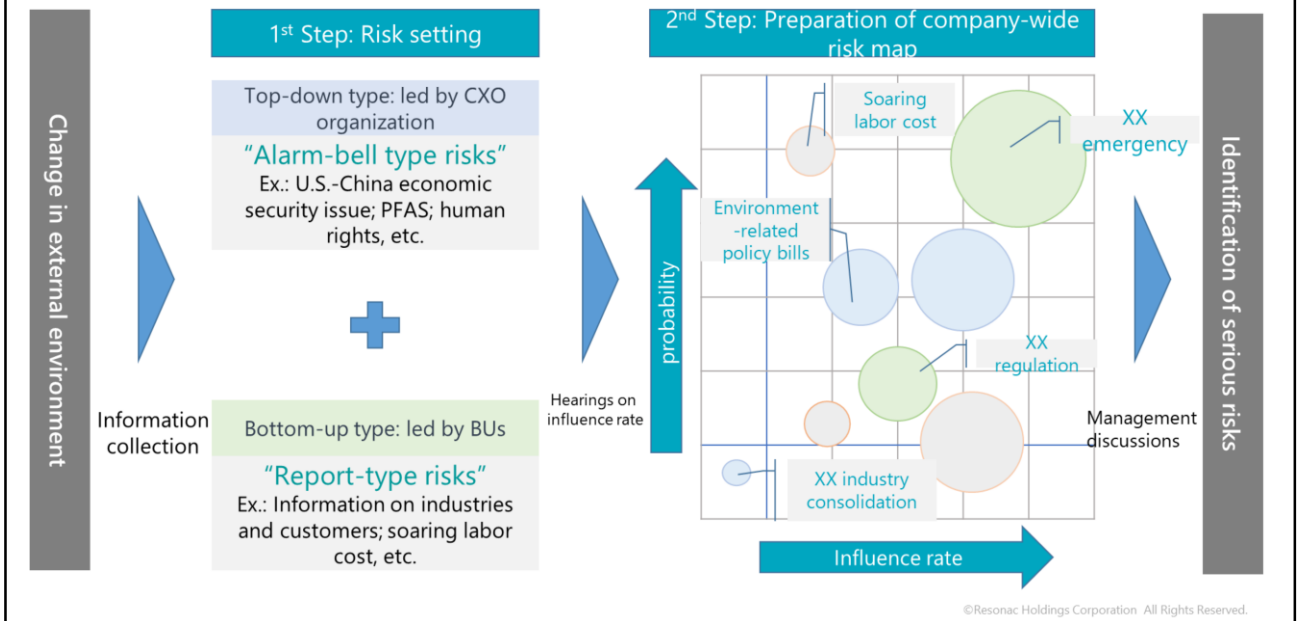 Change in external environment
Information
collection
1st Step: Risk setting
Top-down type: led by CXO
organization
“Alarm-bell type risks”
Ex.: U.S.-China economic
security issue; PFAS; human
rights, etc.
Bottom-up type: led by BUs
“Report-type risks”
Ex.: Information on industries
and customers; soaring labor
cost, etc.
Hearings on
influence rate
2nd Step: Preparation of company-wide
risk map
probability
Soaring
labor cost
XX
emergency
Environment
-related
policy bills
XX
regulation
XX industry
consolidation
Influence rate
Management
discussions
Identification of serious risks
©Resonac Holdings Corporation All Rights Reserved.